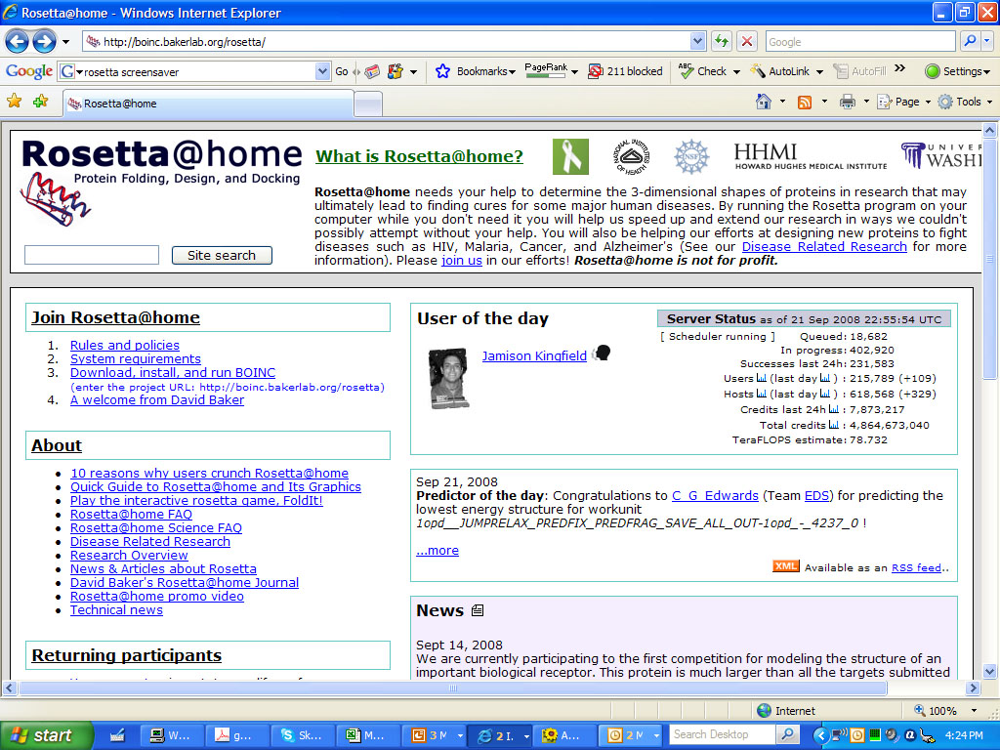 Rosetta@home - Windows Internet Explorer
http://boinc.bakerlab.org/rosetta/
Google
Google
rosetta screensaver
Go
Bookmarks
PageRank
211 blocked
ABC
Check
AutoLink
AutoFill
Settings
Rosetta@home
Page
Tools
Rosetta@home
Protein Folding, Design, and Docking
Site search
What is Rosetta@home?
NATIONAL INSTITUTES OF HEALTH
NSF
HHMI
HOWARD HUGHES MEDICAL INSTITUTE
UNIVER
WASHI
Rosetta@home needs your help to determine the 3-dimensional shapes of proteins in research that may
ultimately lead to finding cures for some major human diseases. By running the Rosetta program on your
computer while you don't need it you will help us speed up and extend our research in ways we couldn't
possibly attempt without your help. You will also be helping our efforts at designing new proteins to fight
diseases such as HIV, Malaria, Cancer, and Alzheimer's (See our Disease Related Research for more
information). Please join us in our efforts! Rosetta@home is not for profit.
Join Rosetta@home
1. Rules and policies
2. System requirements
3. Download, install, and run BOINC
(enter the project URL: http://boinc.bakerlab.org/rosetta)
4. A welcome from David Baker
About
• 10 reasons why users crunch Rosetta@home
• Quick Guide to Rosetta@home and Its Graphics
• Play the interactive rosetta game, FoldIt!
• Rosetta@home FAQ
• Rosetta@home Science FAQ
• Disease Related Research
• Research Overview
• News & Articles about Rosetta
• David Baker's Rosetta@home Journal
• Rosetta@home promo video
• Technical news
Returning participants
User of the day
Jamison Kingfield
Server Status as of 21 Sep 2008 22:55:54 UTC
[ Scheduler running ] Queued: 18,682
In progress: 402,920
Successes last 24h: 231,583
Users (last day ) : 215,789 (+109)
Hosts (last day ) : 618,568 (+329)
Credits last 24h : 7,873,217
Total credits : 4,864,673,040
TeraFLOPS estimate: 78.732
Sep 21, 2008
Predictor of the day: Congratulations to C_G_Edwards (Team EDS) for predicting the
lowest energy structure for workunit
1opd__JUMPRELAX_PREDFIX_PREDFRAG_SAVE_ALL_OUT-1opd_-_4237_0 !
...more
XML Available as an RSS feed..
News
Sept 14, 2008
We are currently participating to the first competition for modeling the structure of an
important biological receptor. This protein is much larger than all the targets submitted
Internet
100%
start
W...
g...
Sk...
M...
3 M
2 I.
A...
2 M
Search Desktop
4:24 PM